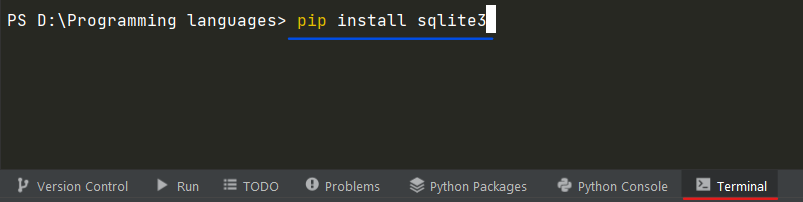 PS D:\Programming languages> pip install sqlite3
Version Control Run TODO Problems Python Packages Python Console Terminal